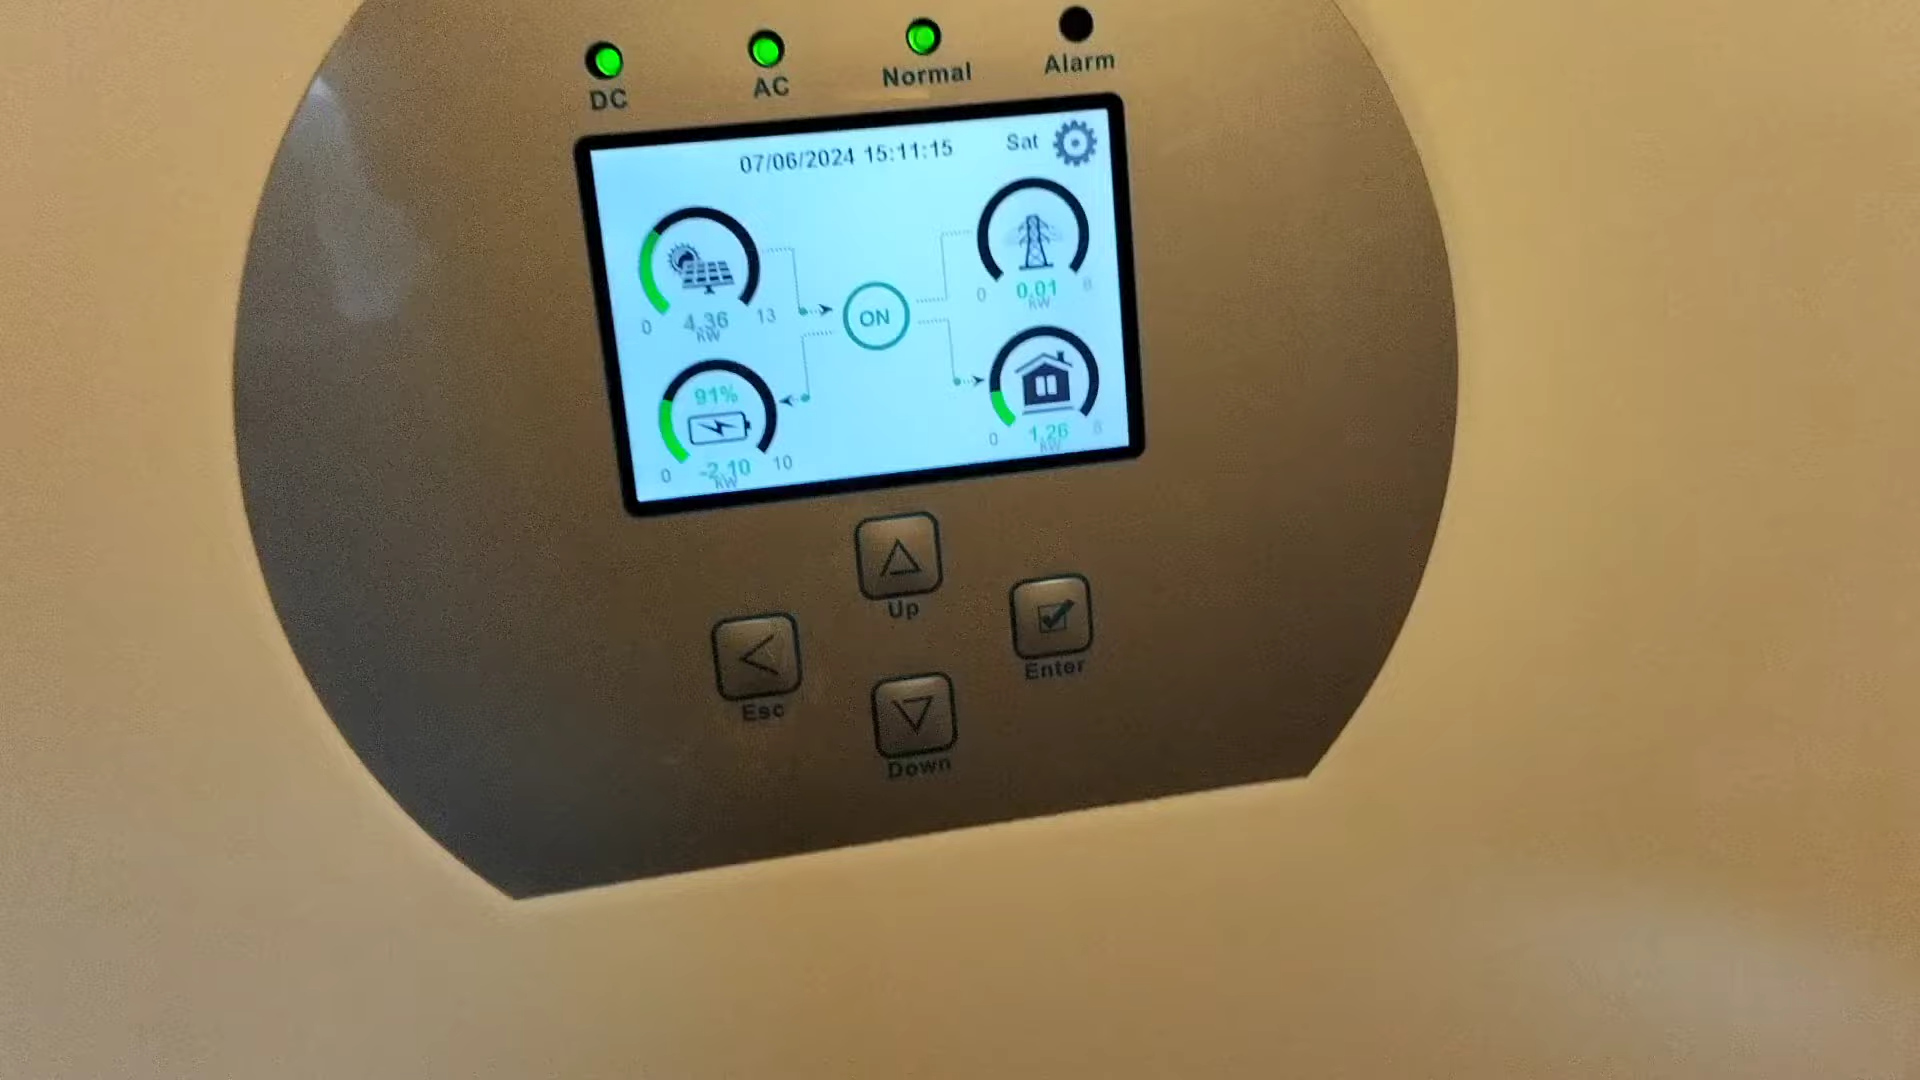 DC
AC
Normal
Alarm
07/06/2024 15:11:15
Sat
0
4.36
KW
13
ON
0
0.01
KW
91%
0
-2.10
KW
10
0
1.26
KW
8
Up
Enter
Esc
Down